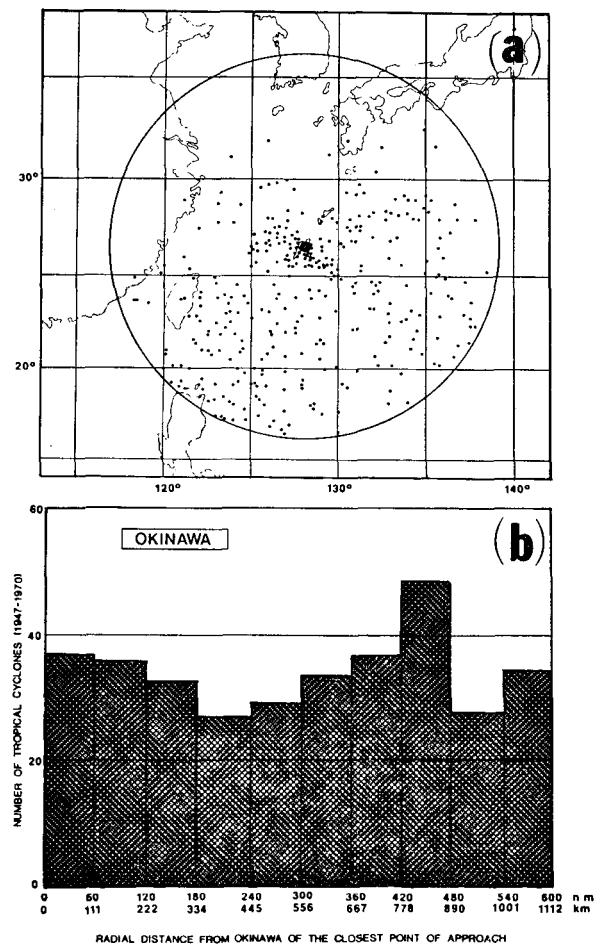 (a)
30°
20°
120° 130° 140°
(b)
OKINAWA
NUMBER OF TROPICAL CYCLONES (1947-1970)
60
40
20
0
0 60 120 180 240 300 360 420 480 540 600 n m
0 111 222 334 445 556 667 778 890 1001 1112 km
RADIAL DISTANCE FROM OKINAWA OF THE CLOSEST POINT OF APPROACH